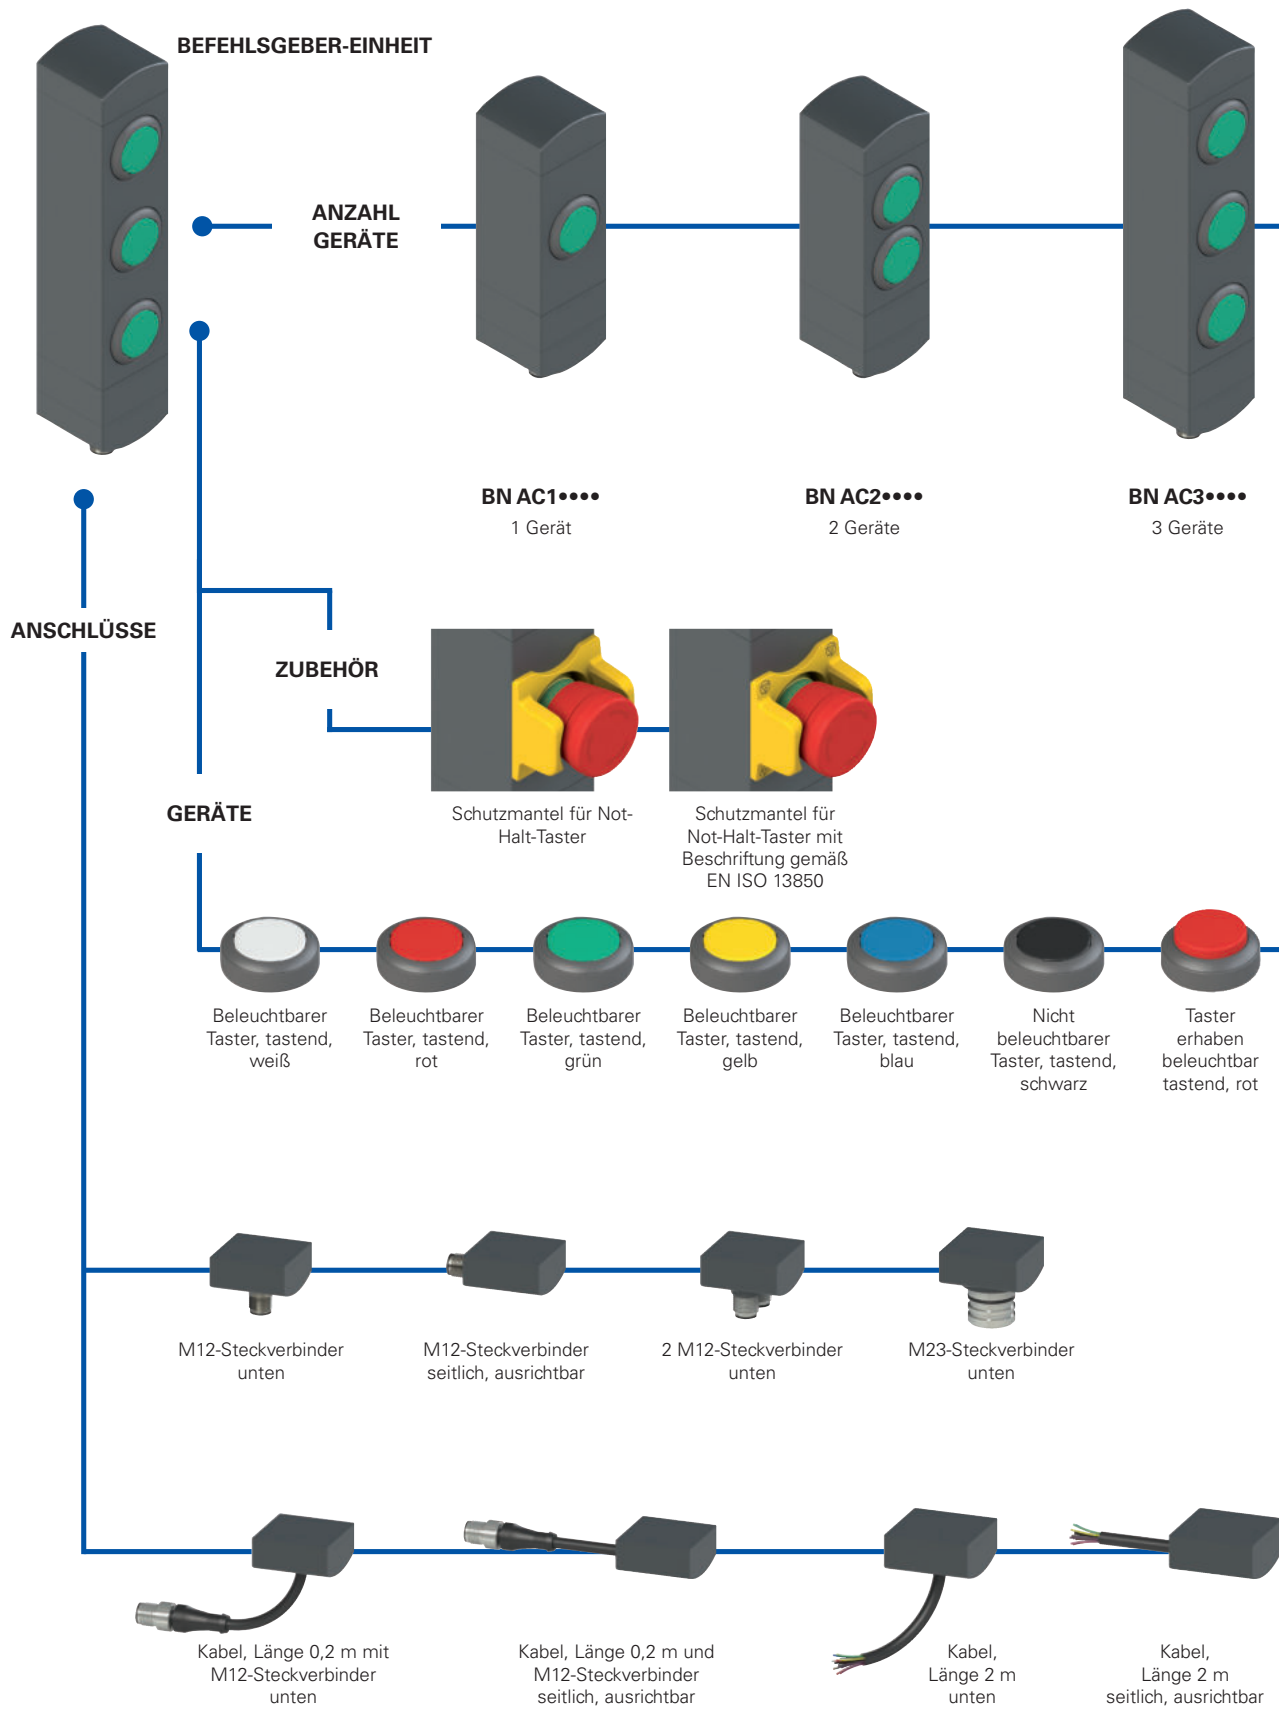 BEFEHLSGEBER-EINHEIT
ANZAHL
GERÄTE
BN AC1••••
1 Gerät
BN AC2••••
2 Geräte
BN AC3••••
3 Geräte
ANSCHLÜSSE
ZUBEHÖR
Schutzmantel für Not-
Halt-Taster
Schutzmantel für
Not-Halt-Taster mit
Beschriftung gemäß
EN ISO 13850
GERÄTE
Beleuchtbarer
Taster, tastend,
weiß
Beleuchtbarer
Taster, tastend,
rot
Beleuchtbarer
Taster, tastend,
grün
Beleuchtbarer
Taster, tastend,
gelb
Beleuchtbarer
Taster, tastend,
blau
Nicht
beleuchtbarer
Taster, tastend,
schwarz
Taster
erhaben
beleuchtbar
tastend, rot
M12-Steckverbinder
unten
M12-Steckverbinder
seitlich, ausrichtbar
2 M12-Steckverbinder
unten
M23-Steckverbinder
unten
Kabel, Länge 0,2 m mit
M12-Steckverbinder
unten
Kabel, Länge 0,2 m und
M12-Steckverbinder
seitlich, ausrichtbar
Kabel,
Länge 2 m
unten
Kabel,
Länge 2 m
seitlich, ausrichtbar